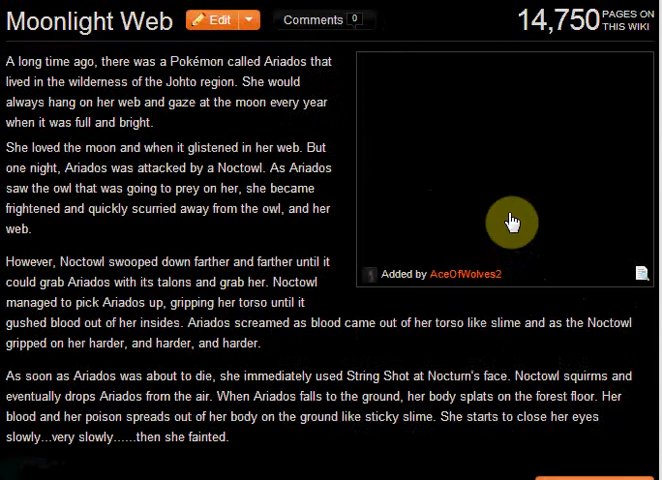 Moonlight Web
Edit
Comments 0
14,750 PAGES ON
THIS WIKI
A long time ago, there was a Pokémon called Ariados that
lived in the wilderness of the Johto region. She would
always hang on her web and gaze at the moon every year
when it was full and bright.
She loved the moon and when it glistened in her web. But
one night, Ariados was attacked by a Noctowl. As Ariados
saw the owl that was going to prey on her, she became
frightened and quickly scurried away from the owl, and her
web.
However, Noctowl swooped down farther and farther until it
could grab Ariados with its talons and grab her. Noctowl
managed to pick Ariados up, gripping her torso until it
gushed blood out of her insides. Ariados screamed as blood came out of her torso like slime and as the Noctowl
gripped on her harder, and harder, and harder.
Added by AceOfWolves2
As soon as Ariados was about to die, she immediately used String Shot at Nocturn's face. Noctowl squirms and
eventually drops Ariados from the air. When Ariados falls to the ground, her body splats on the forest floor. Her
blood and her poison spreads out of her body on the ground like sticky slime. She starts to close her eyes
slowly...very slowly......then she fainted.